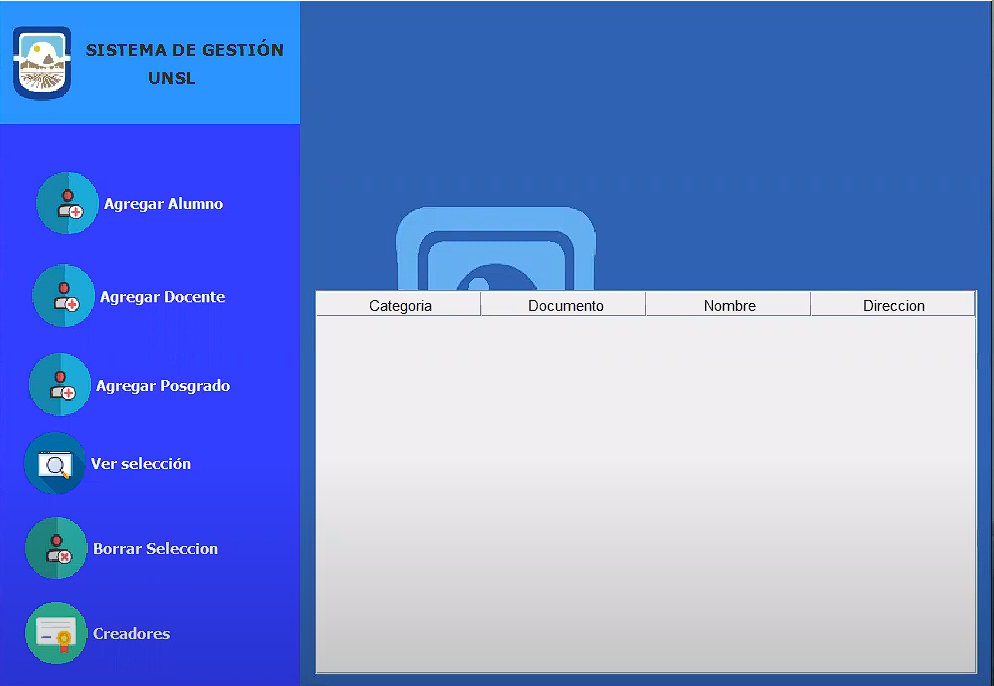 SISTEMA DE GESTIÓN
UNSL
Agregar Alumno
Agregar Docente
Agregar Posgrado
Ver selección
Borrar Seleccion
Creadores
Categoria Documento Nombre Direccion